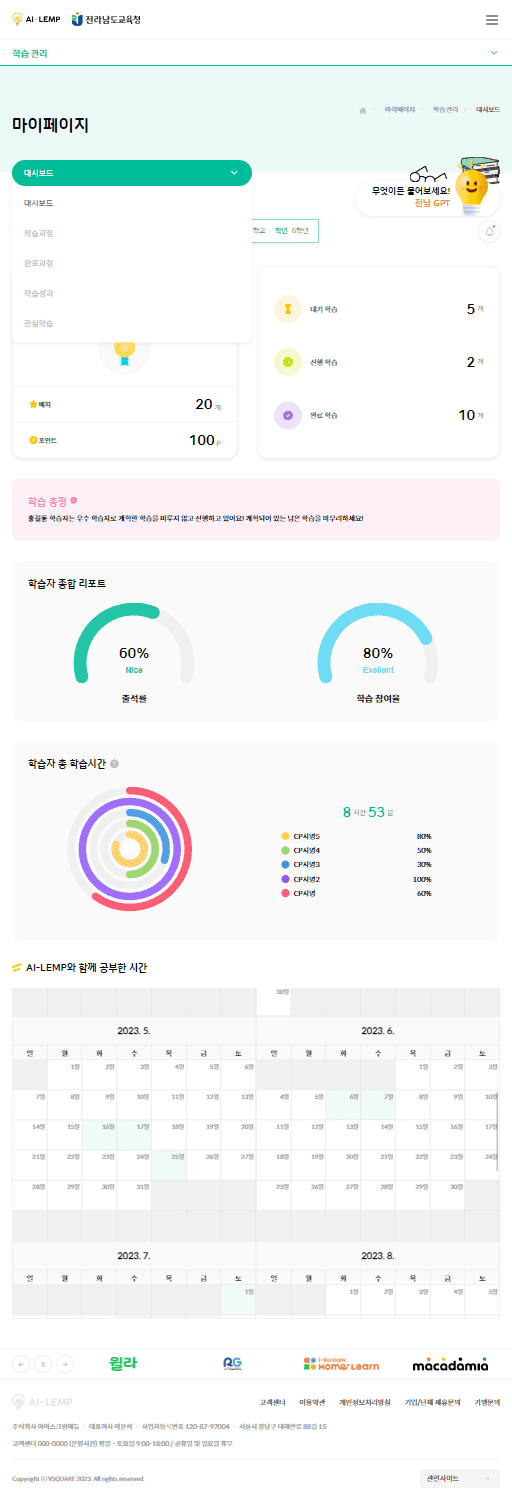 AI-LEMP 전라남도교육청
학습 관리
마이페이지 학습 관리 대시보드
마이페이지
대시보드
대시보드
학습과정
완료과정
학습성과
관심학습
무엇이든 물어보세요!
전남 GPT
학교 · 학년 6학년
대기 학습 5 개
진행 학습 2 개
완료 학습 10 개
배지 20 개
포인트 100 P
학습 총평
홍길동 학습자는 우수 학습자로 계획한 학습을 미루지 않고 진행하고 있어요! 계획되어 있는 남은 학습을 마무리하세요!
학습자 종합 리포트
60%
Nice
출석률
80%
Exellent
학습 참여율
학습자 총 학습시간
8 시간 53 분
CP사명5 80%
CP사명4 50%
CP사명3 30%
CP사명2 100%
CP사명 60%
AI-LEMP와 함께 공부한 시간
30일
2023. 5. 2023. 6.
일 월 화 수 목 금 토 일 월 화 수 목 금 토
1일 2일 3일 4일 5일 6일 1일 2일 3일
7일 8일 9일 10일 11일 12일 13일 4일 5일 6일 7일 8일 9일 10일
14일 15일 16일 17일 18일 19일 20일 11일 12일 13일 14일 15일 16일 17일
21일 22일 23일 24일 25일 26일 27일 18일 19일 20일 21일 22일 23일 24일
28일 29일 30일 31일 25일 26일 27일 28일 29일 30일
2023. 7. 2023. 8.
일 월 화 수 목 금 토 일 월 화 수 목 금 토
1일 1일 2일 3일 4일 5일
윌라 i-Scream Home Learn macadamia
AI-LEMP 고객센터 이용약관 개인정보처리방침 기업/단체 제휴문의 기맹문의
주식회사 아이스크림에듀 · 대표이사 이윤석 · 사업자등록번호 120-87-97004 · 서울시 강남구 테헤란로 88길 15
고객센터 000-0000 (운영시간) 평일 - 토요일 9:00-18:00 / 공휴일 및 일요일 휴무
Copyright ⓒ VSQUARE 2023. All rights reserved.
관련사이트